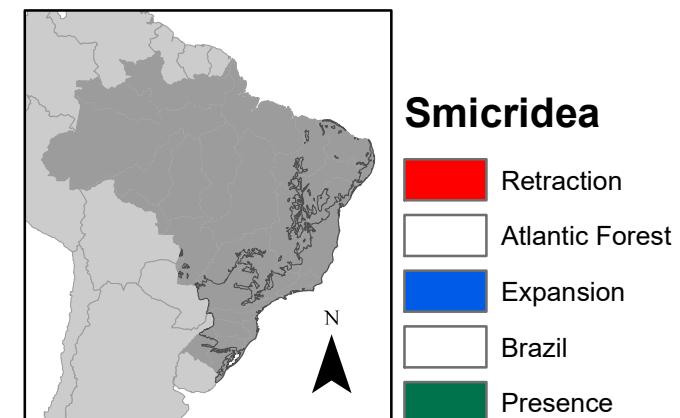 Smicridea
Retraction
Atlantic Forest
Expansion
N
Brazil
Presence